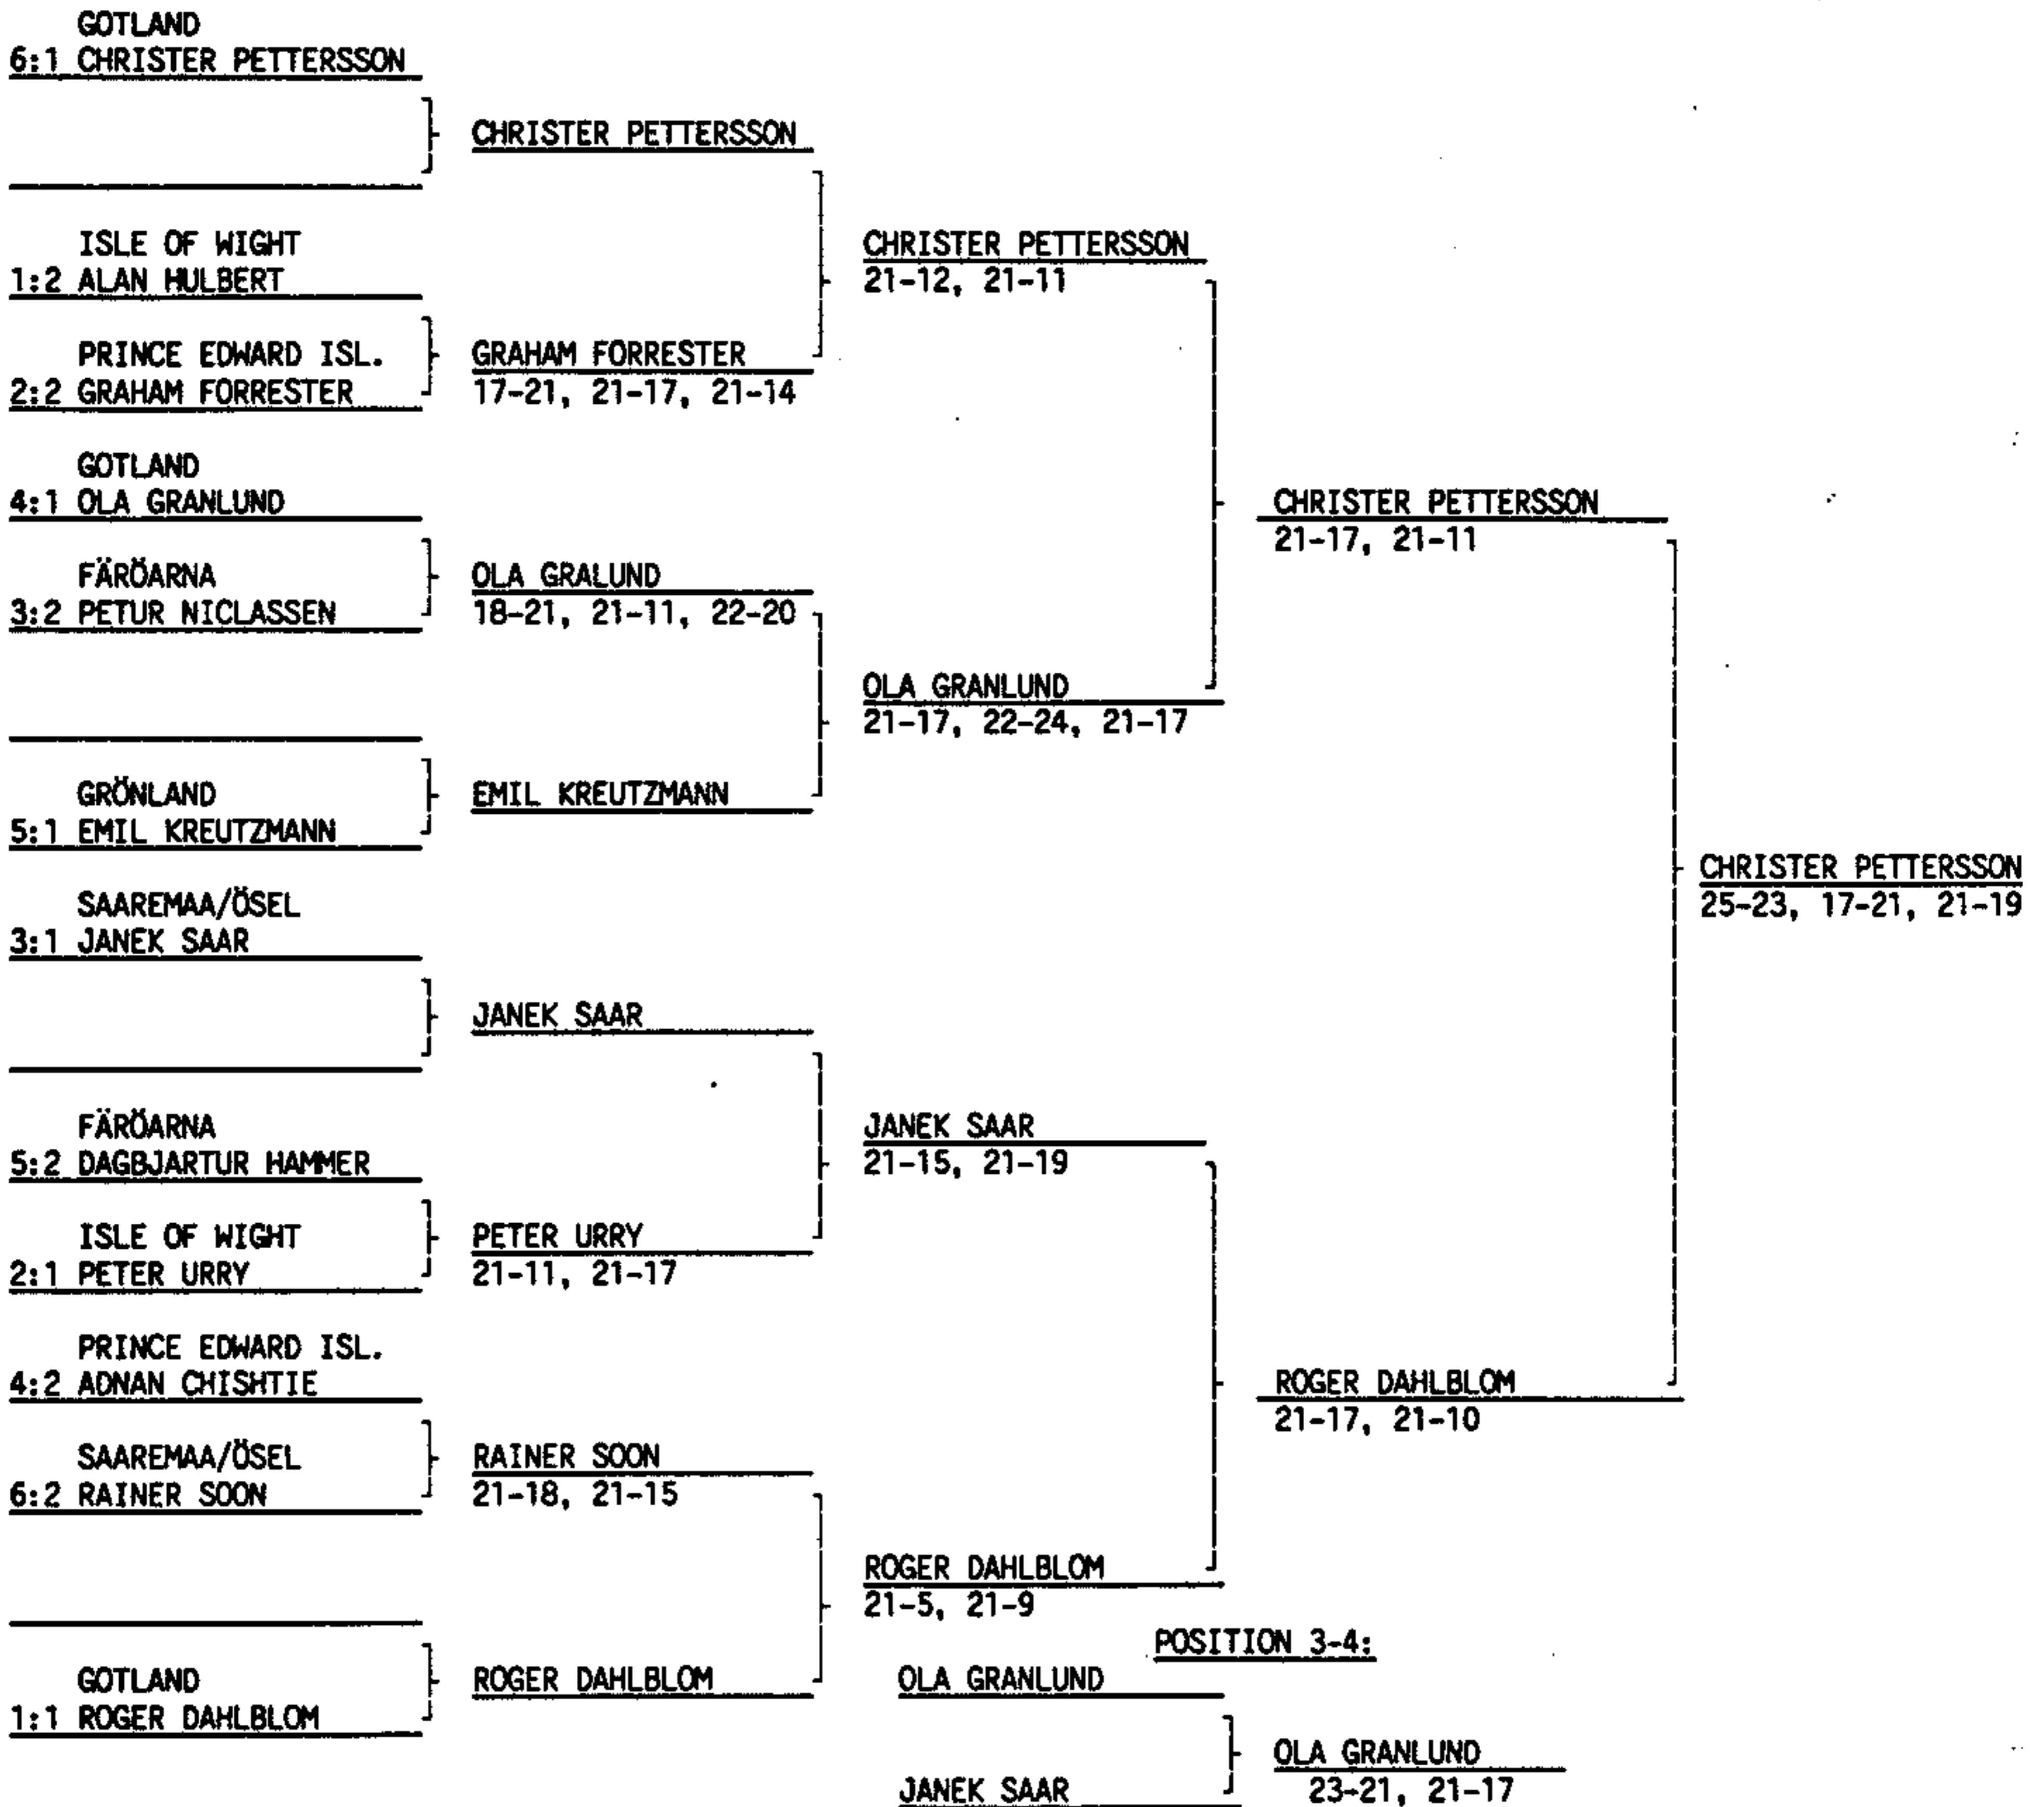 GOTLAND
6:1 CHRISTER PETTERSSON
CHRISTER PETTERSSON
ISLE OF WIGHT
1:2 ALAN HULBERT
CHRISTER PETTERSSON
21-12, 21-11
PRINCE EDWARD ISL.
2:2 GRAHAM FORRESTER
GRAHAM FORRESTER
17-21, 21-17, 21-14
GOTLAND
4:1 OLA GRANLUND
CHRISTER PETTERSSON
21-17, 21-11
FÄRÖARNA
3:2 PETUR NICLASSEN
OLA GRALUND
18-21, 21-11, 22-20
OLA GRANLUND
21-17, 22-24, 21-17
GRÖNLAND
5:1 EMIL KREUTZMANN
EMIL KREUTZMANN
CHRISTER PETTERSSON
25-23, 17-21, 21-19
SAAREMAA/ÖSEL
3:1 JANEK SAAR
JANEK SAAR
FÄRÖARNA
5:2 DAGBJARTUR HAMMER
JANEK SAAR
21-15, 21-19
ISLE OF WIGHT
2:1 PETER URRY
PETER URRY
21-11, 21-17
PRINCE EDWARD ISL.
4:2 ADNAN CHISHTIE
ROGER DAHLBLOM
21-17, 21-10
SAAREMAA/ÖSEL
6:2 RAINER SOON
RAINER SOON
21-18, 21-15
ROGER DAHLBLOM
21-5, 21-9
GOTLAND
1:1 ROGER DAHLBLOM
ROGER DAHLBLOM
POSITION 3-4:
OLA GRANLUND
JANEK SAAR
OLA GRANLUND
23-21, 21-17